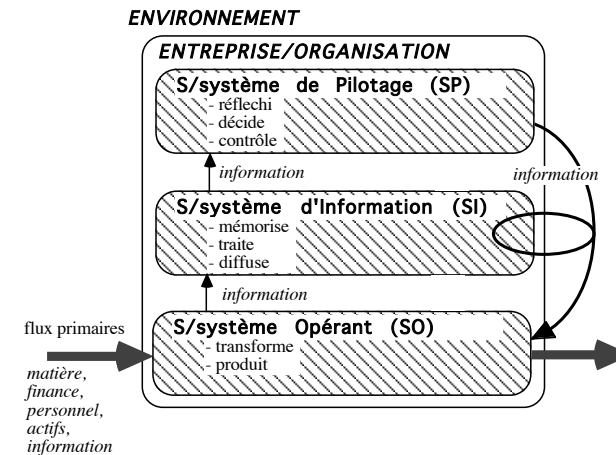 ENVIRONNEMENT
ENTREPRISE/ORGANISATION
S/système de Pilotage (SP)
- réflechi
- décide
- contrôle
information
information
S/système d'Information (SI)
- mémorise
- traite
- diffuse
information
S/système Opérant (SO)
- transforme
- produit
flux primaires
matière,
finance,
personnel,
actifs,
information